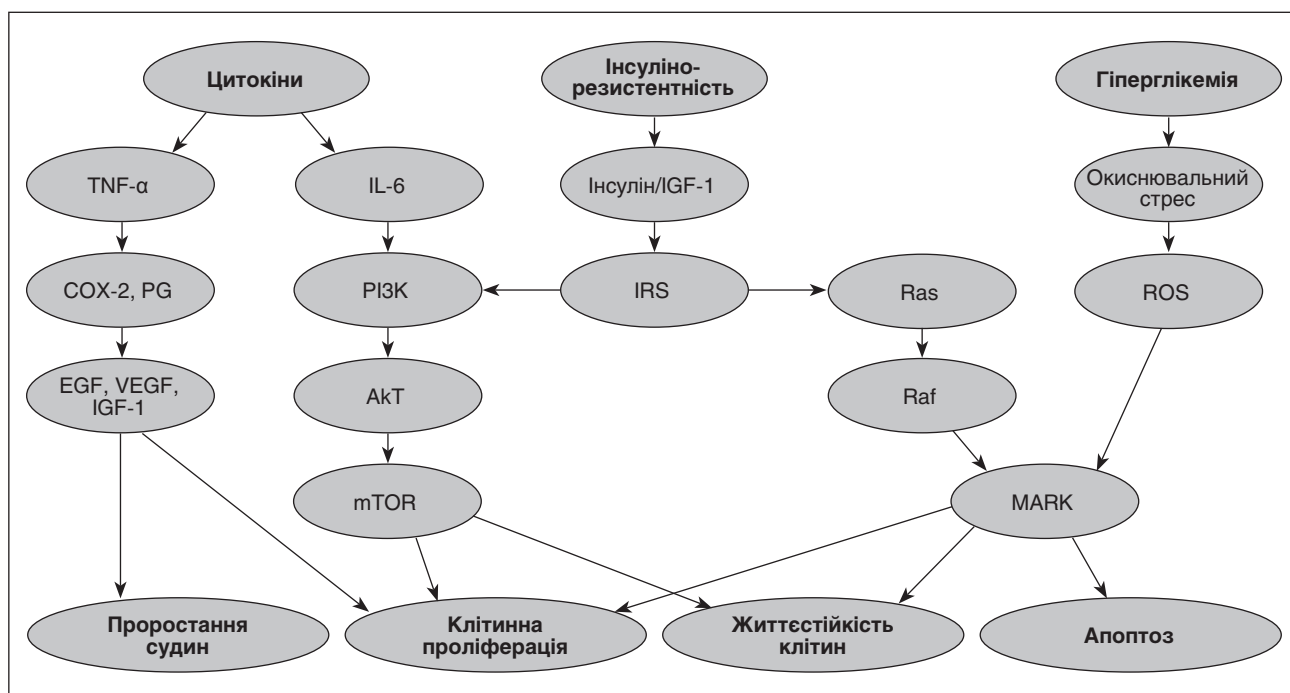 Цитокіни
Інсуліно-
резистентність
Гіперглікемія
TNF-α
IL-6
Інсулін/IGF-1
Окиснювальний
стрес
COX-2, PG
PI3K
IRS
Ras
ROS
EGF, VEGF,
IGF-1
AkT
Raf
mTOR
MARK
Проростання
судин
Клітинна
проліферація
Життєстійкість
клітин
Апоптоз